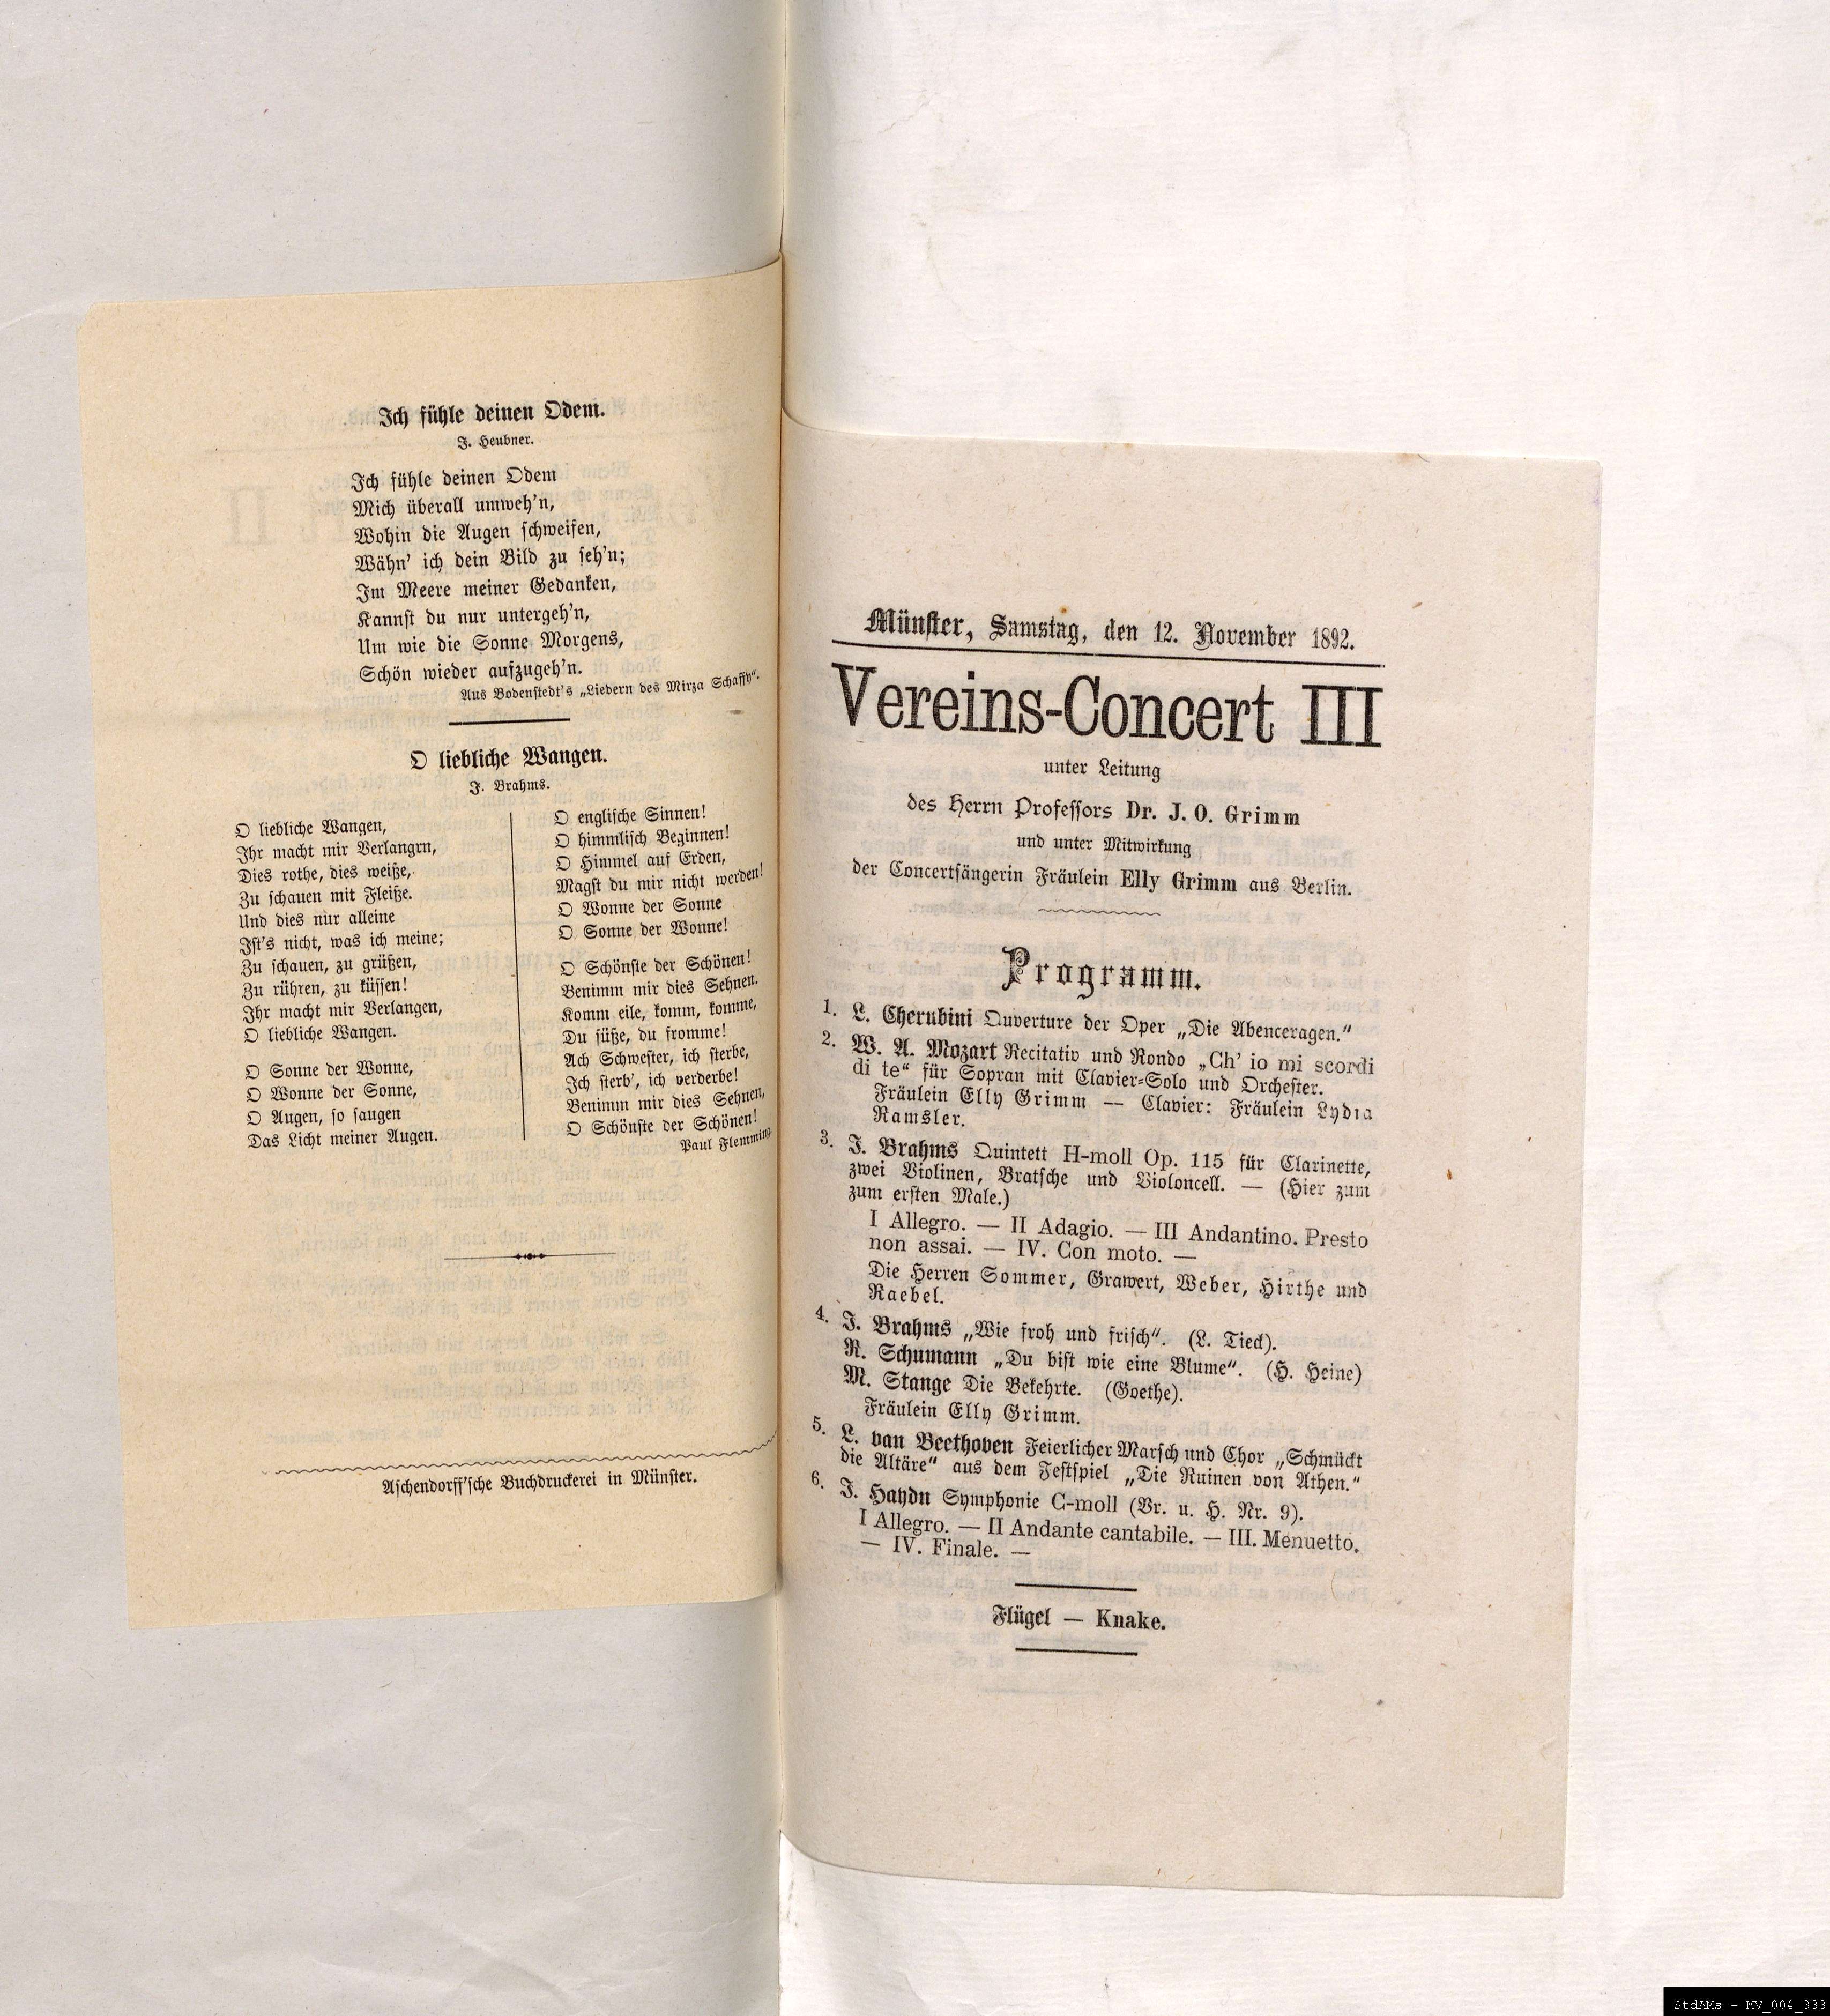 Ich fühle deinen Odem.
J. Heubner.
Ich fühle deinen Odem
Mich überall umweh'n,
Wohin die Augen schweifen,
Wähn' ich dein Bild zu seh'n;
Im Meere meiner Gedanken,
Kannst du nur untergeh'n,
Um wie die Sonne Morgens,
Schön wieder aufzugeh'n.
Aus Bodenstedt's „Liedern des Mirza Schaffy“.
O liebliche Wangen.
J. Brahms.
O liebliche Wangen,
Ihr macht mir Verlangrn,
Dies rothe, dies weiße,
Zu schauen mit Fleiße.
Und dies nur alleine
Ist's nicht, was ich meine;
Zu schauen, zu grüßen,
Zu rühren, zu küssen!
Ihr macht mir Verlangen,
O liebliche Wangen.
O Sonne der Wonne,
O Wonne der Sonne,
O Augen, so saugen
Das Licht meiner Augen.
O englische Sinnen!
O himmlisch Beginnen!
O Himmel auf Erden,
Magst du mir nicht werden!
O Wonne der Sonne
O Sonne der Wonne!
O Schönste der Schönen!
Benimm mir dies Sehnen.
Komm eile, komm, komme,
Du süße, du fromme!
Ach Schwester, ich sterbe,
Ich sterb', ich verderbe!
Benimm mir dies Sehnen,
O Schönste der Schönen!
Paul Flemming.
Aschendorff'sche Buchdruckerei in Münster.
Münster, Samstag, den 12. November 1892.
Vereins-Concert III
unter Leitung
des Herrn Professors Dr. J. O. Grimm
und unter Mitwirkung
der Concertsängerin Fräulein Elly Grimm aus Berlin.
Programm.
1. L. Cherubini Ouverture der Oper „Die Abenceragen.“
2. W. A. Mozart Recitativ und Rondo „Ch' io mi scordi
di te“ für Sopran mit Clavier-Solo und Orchester.
Fräulein Elly Grimm — Clavier: Fräulein Lydia
Ramsler.
3. J. Brahms Quintett H-moll Op. 115 für Clarinette,
zwei Violinen, Bratsche und Violoncell. — (Hier zum
zum ersten Male.)
I Allegro. — II Adagio. — III Andantino. Presto
non assai. — IV. Con moto. —
Die Herren Sommer, Grawert, Weber, Hirthe und
Raebel.
4. J. Brahms „Wie froh und frisch“. (L. Tieck).
R. Schumann „Du bist wie eine Blume“. (H. Heine)
M. Stange Die Bekehrte. (Goethe).
Fräulein Elly Grimm.
5. L. van Beethoven Feierlicher Marsch und Chor „Schmückt
die Altäre“ aus dem Festspiel „Die Ruinen von Athen.“
6. J. Haydn Symphonie C-moll (Br. u. H. Nr. 9).
I Allegro. — II Andante cantabile. — III. Menuetto.
— IV. Finale. —
Flügel — Knake.
StdAMs - MV_004_333